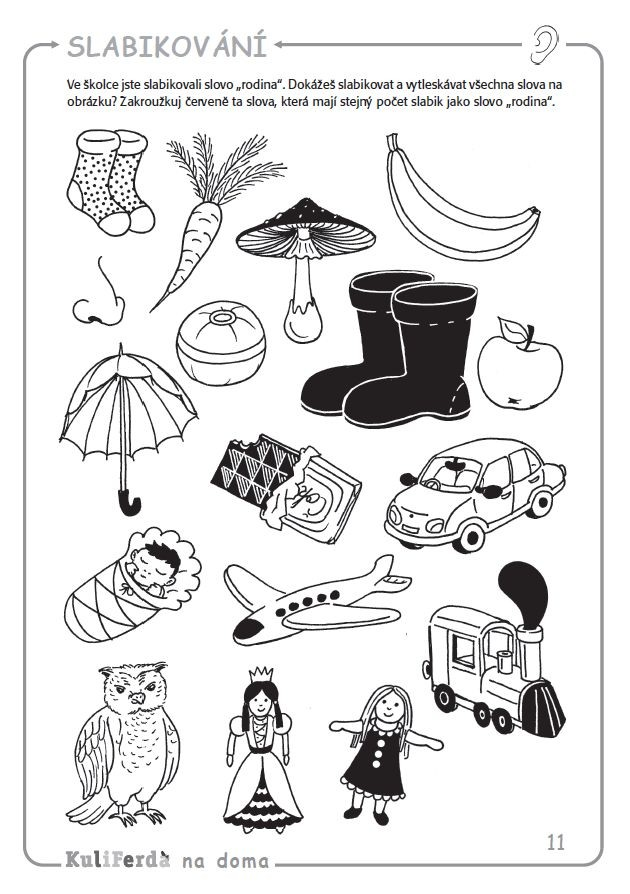 SLABIKOVÁNÍ
Ve školce jste slabikovali slovo „rodina“. Dokážeš slabikovat a vytleskávat všechna slova na
obrázku? Zakroužkuj červeně ta slova, která mají stejný počet slabik jako slovo „rodina“.
11
KuliFerda na doma